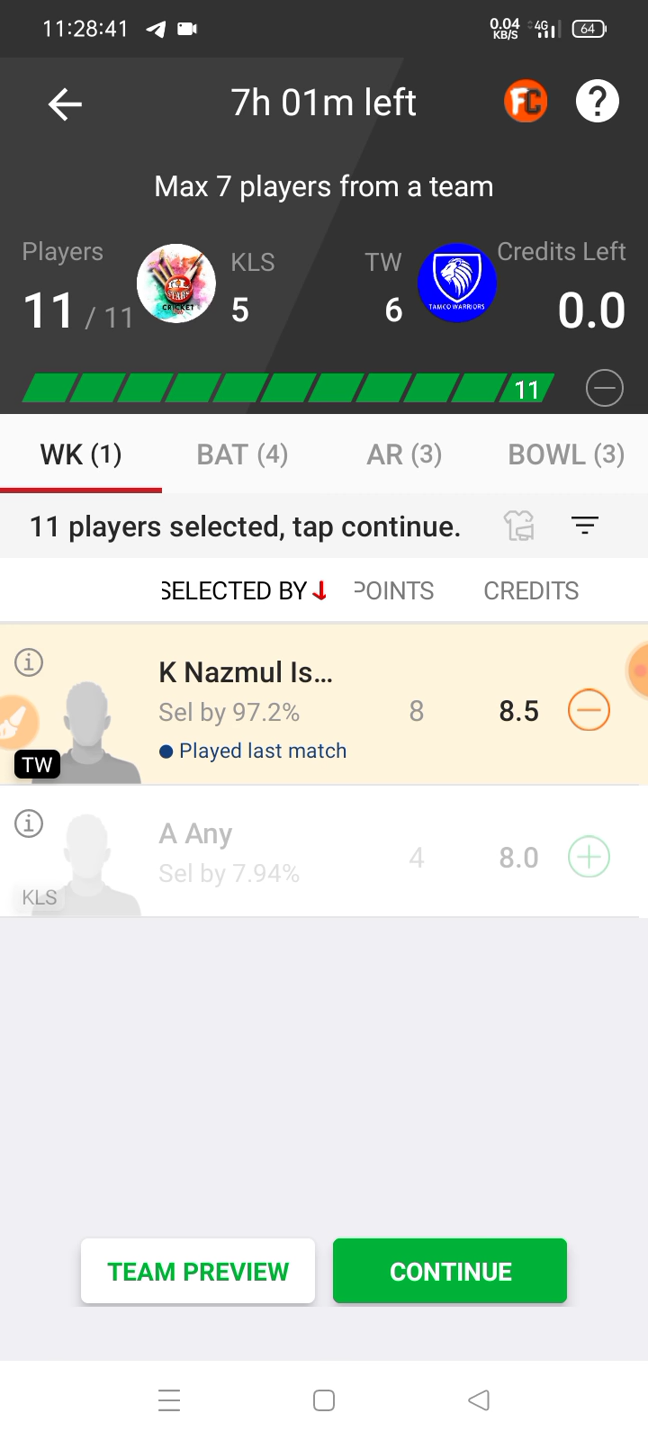 11:28:41
0.04 KB/S 4G 64
7h 01m left
FC ?
Max 7 players from a team
Players
11 / 11
KLS
5
CRICKET
TW
6
TAMCO WARRIORS
Credits Left
0.0
11
WK (1) BAT (4) AR (3) BOWL (3)
11 players selected, tap continue.
SELECTED BY POINTS CREDITS
K Nazmul Is...
Sel by 97.2% 8 8.5
Played last match
TW
A Any
Sel by 7.94% 4 8.0
KLS
TEAM PREVIEW CONTINUE